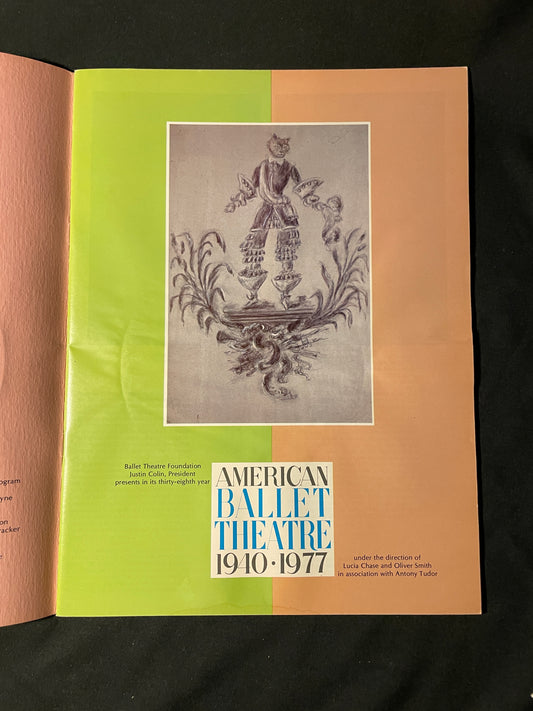 ogram
yne
on
racker
Ballet Theatre Foundation
Justin Colin, President
presents in its thirty-eighth year
AMERICAN
BALLET
THEATRE
1940·1977
under the direction of
Lucia Chase and Oliver Smith
in association with Antony Tudor